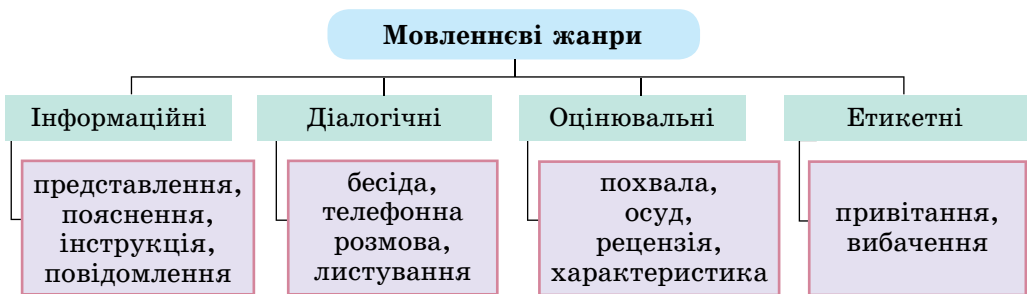 Мовленнєві жанри
Інформаційні
Діалогічні
Оцінювальні
Етикетні
представлення,
пояснення,
інструкція,
повідомлення
бесіда,
телефонна
розмова,
листування
похвала,
осуд,
рецензія,
характеристика
привітання,
вибачення